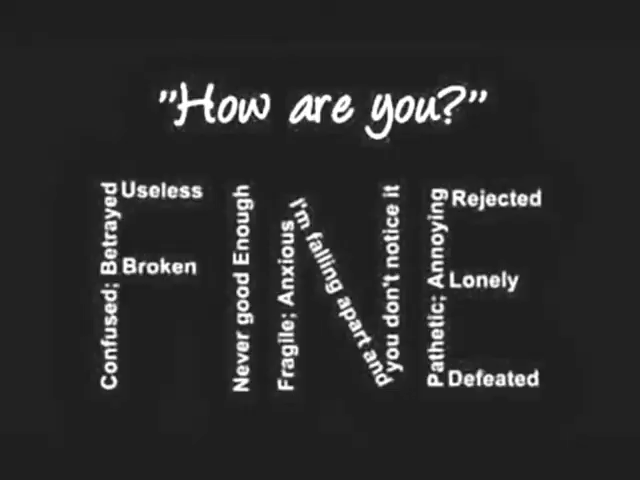 "How are you?"
Confused; Betrayed
Useless
Broken
Never good Enough
Fragile; Anxious
I'm falling apart and
you don't notice it
Pathetic; Annoying
Rejected
Lonely
Defeated